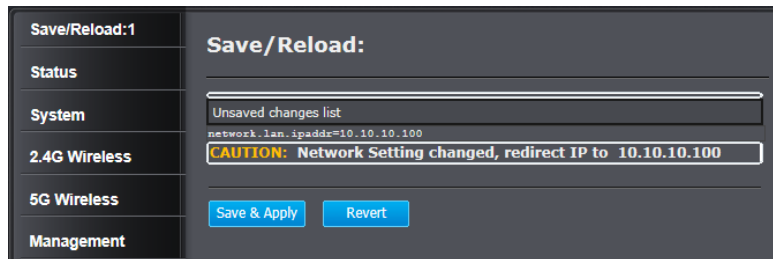 Save/Reload:1
Status
System
2.4G Wireless
5G Wireless
Management
Save/Reload:
Unsaved changes list
network.lan.ipaddr=10.10.10.100
CAUTION: Network Setting changed, redirect IP to 10.10.10.100
Save & Apply
Revert